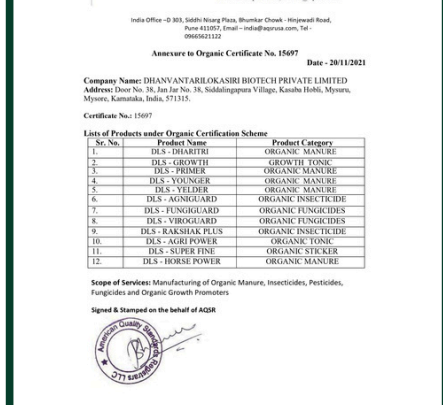 India Office –D 303, Siddhi Nisarg Plaza, Bhumkar Chowk - Hinjewadi Road,
Pune 411057, Email – india@aqsrusa.com, Tel -
09665621122
Annexure to Organic Certificate No. 15697
Date - 20/11/2021
Company Name: DHANVANTARILOKASIRI BIOTECH PRIVATE LIMITED
Address: Door No. 38, Jan Jar No. 38, Siddalingapura Village, Kasaba Hobli, Mysuru,
Mysore, Karnataka, India, 571315.
Certificate No.: 15697
Lists of Products under Organic Certification Scheme
Sr. No. Product Name Product Category
1. DLS - DHARITRI ORGANIC MANURE
2. DLS - GROWTH GROWTH TONIC
3. DLS - PRIMER ORGANIC MANURE
4. DLS - YOUNGER ORGANIC MANURE
5. DLS - YELDER ORGANIC MANURE
6. DLS - AGNIGUARD ORGANIC INSECTICIDE
7. DLS - FUNGIGUARD ORGANIC FUNGICIDES
8. DLS - VIROGUARD ORGANIC FUNGICIDES
9. DLS - RAKSHAK PLUS ORGANIC INSECTICIDE
10. DLS - AGRI POWER ORGANIC TONIC
11. DLS - SUPER FINE ORGANIC STICKER
12. DLS - HORSE POWER ORGANIC MANURE
Scope of Services: Manufacturing of Organic Manure, Insecticides, Pesticides,
Fungicides and Organic Growth Promoters
Signed & Stamped on the behalf of AQSR
American Quality Standards Registrars LLC